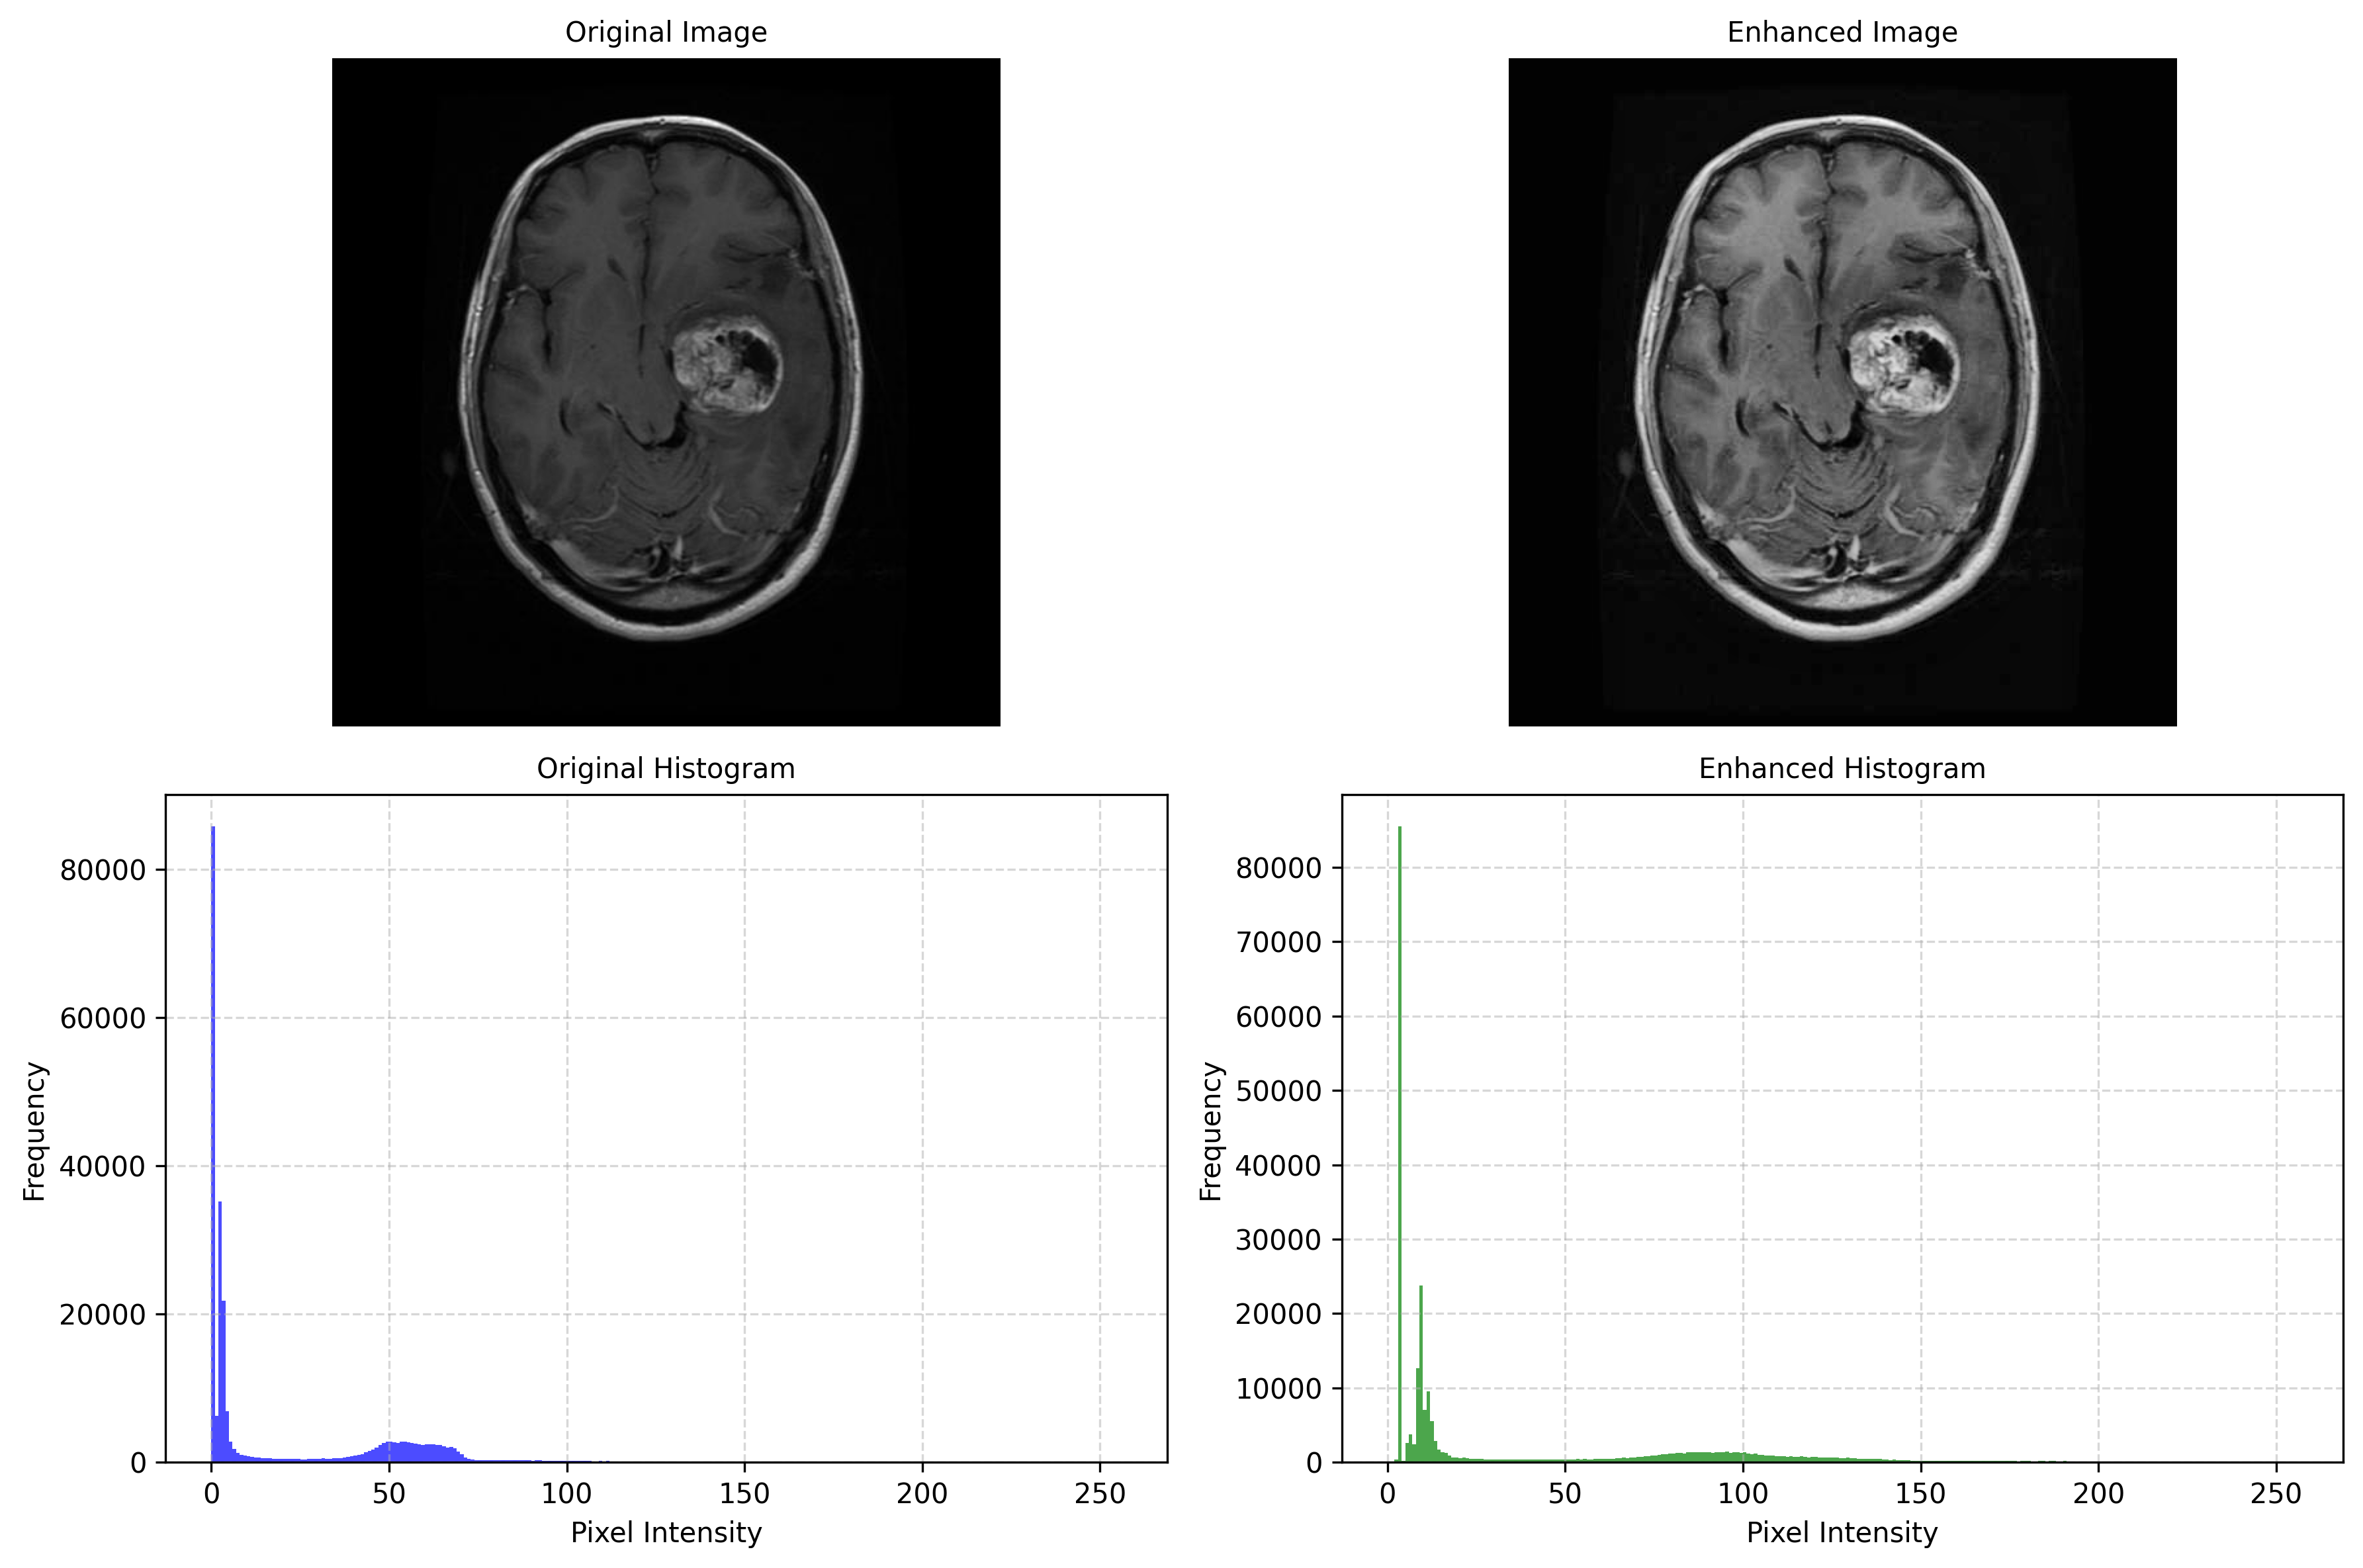 Original Image
Enhanced Image
Original Histogram
Enhanced Histogram
80000
60000
40000
20000
0
Frequency
0 50 100 150 200 250
Pixel Intensity
80000
70000
60000
50000
40000
30000
20000
10000
0
Frequency
0 50 100 150 200 250
Pixel Intensity